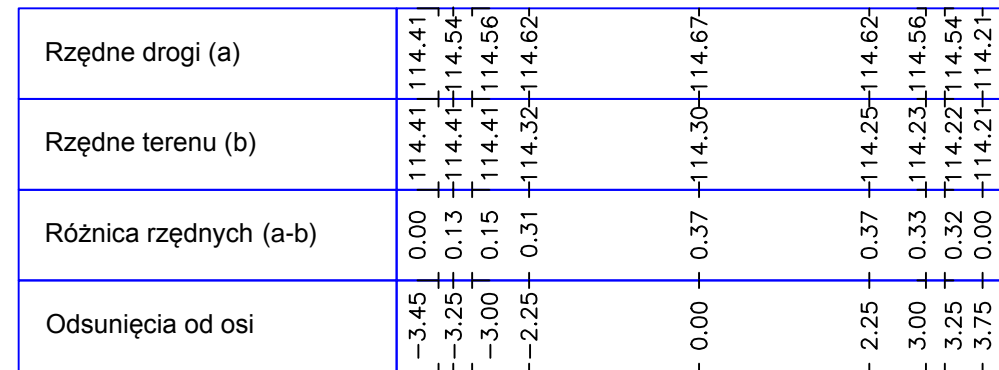 Rzędne drogi (a) 114.41 114.54 114.56 114.62 114.67 114.62 114.56 114.54 114.21
Rzędne terenu (b) 114.41 114.41 114.41 114.32 114.30 114.25 114.23 114.22 114.21
Różnica rzędnych (a-b) 0.00 0.13 0.15 0.31 0.37 0.37 0.33 0.32 0.00
Odsunięcia od osi -3.45 -3.25 -3.00 -2.25 0.00 2.25 3.00 3.25 3.75